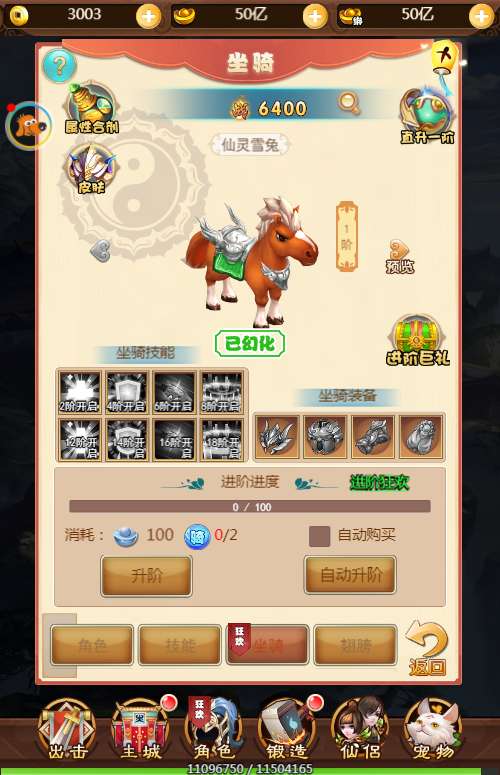 3003
50亿
50亿
绑
坐骑
?
6400
属性合剂
直升一阶
仙灵雪兔
皮肤
1阶
预览
已幻化
进阶巨礼
坐骑技能
坐骑装备
2阶开启
4阶开启
6阶开启
8阶开启
12阶开启
14阶开启
16阶开启
18阶开启
进阶进度
进阶狂欢
0 / 100
消耗：
100
骑
0/2
自动购买
升阶
自动升阶
角色
技能
狂欢
坐骑
翅膀
返回
狂欢
出击
主城
角色
锻造
仙侣
宠物
11096750 / 11504165